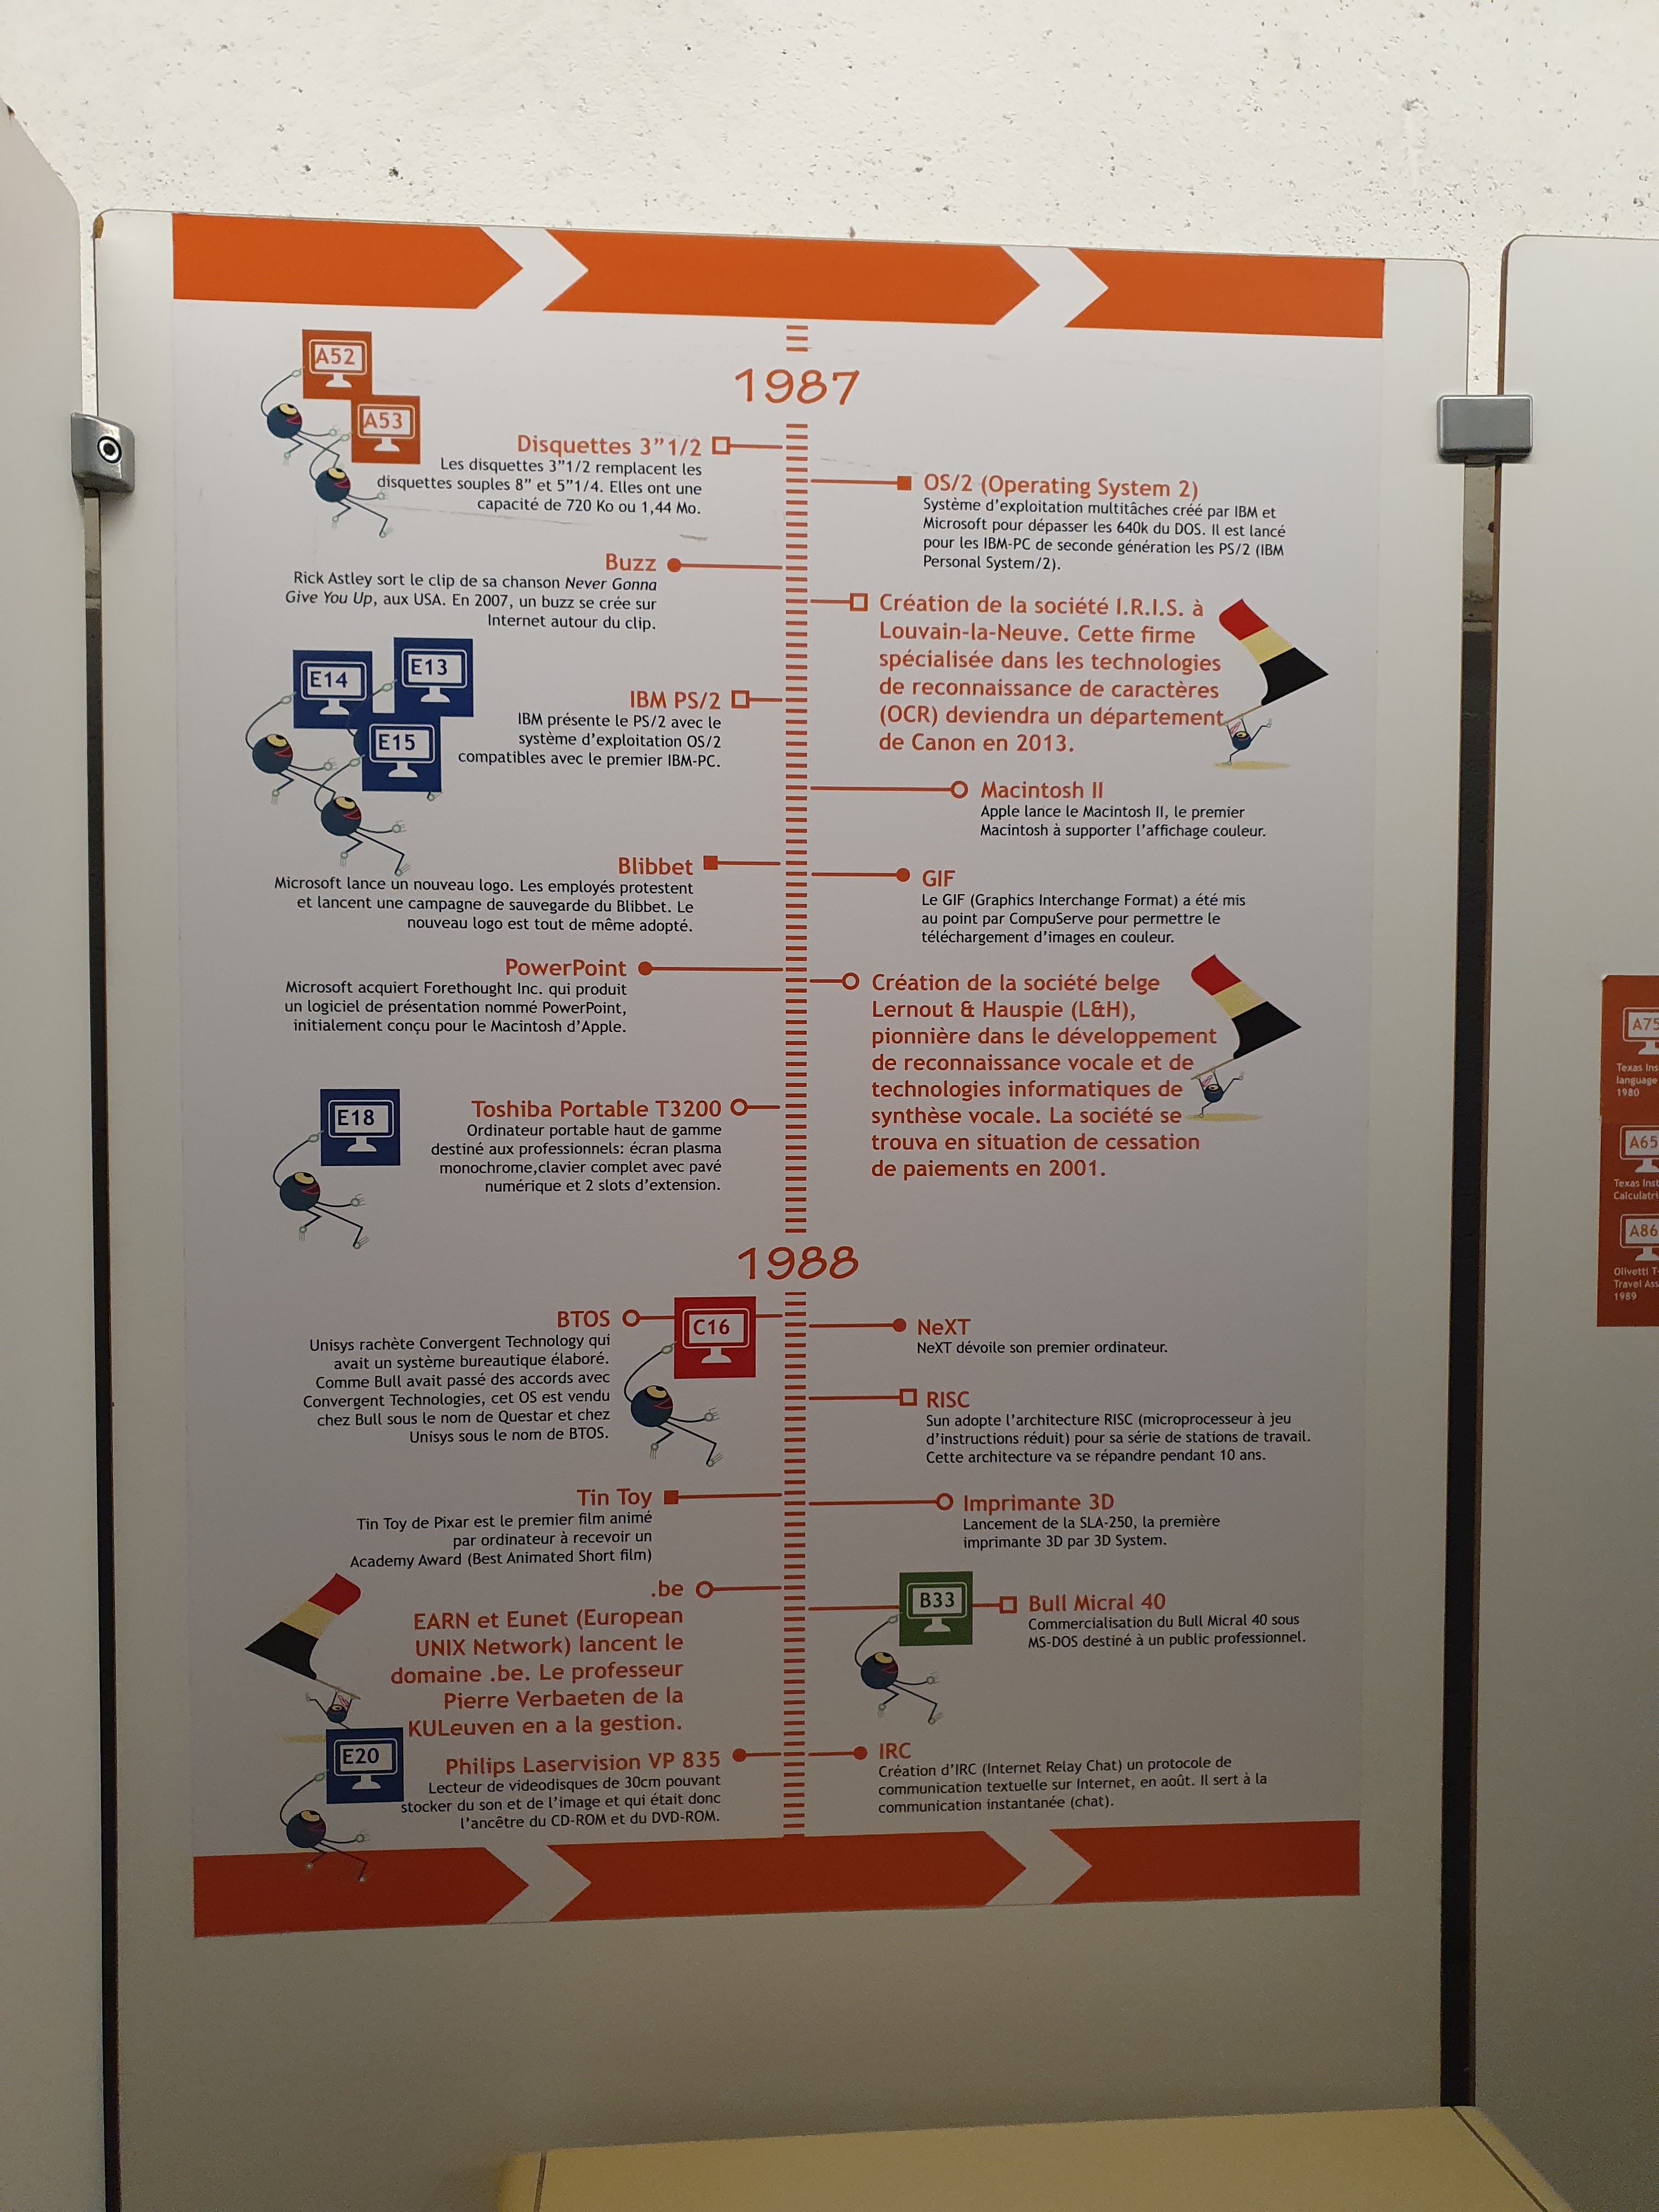 A52
A53
1987
Disquettes 3”1/2
Les disquettes 3”1/2 remplacent les
disquettes souples 8” et 5”1/4. Elles ont une
capacité de 720 Ko ou 1,44 Mo.
OS/2 (Operating System 2)
Système d’exploitation multitâches créé par IBM et
Microsoft pour dépasser les 640k du DOS. Il est lancé
pour les IBM-PC de seconde génération les PS/2 (IBM
Personal System/2).
Buzz
Rick Astley sort le clip de sa chanson Never Gonna
Give You Up, aux USA. En 2007, un buzz se crée sur
Internet autour du clip.
Création de la société I.R.I.S. à
Louvain-la-Neuve. Cette firme
spécialisée dans les technologies
de reconnaissance de caractères
(OCR) deviendra un département
de Canon en 2013.
E14
E13
E15
IBM PS/2
IBM présente le PS/2 avec le
système d’exploitation OS/2
compatibles avec le premier IBM-PC.
Macintosh II
Apple lance le Macintosh II, le premier
Macintosh à supporter l’affichage couleur.
Blibbet
Microsoft lance un nouveau logo. Les employés protestent
et lancent une campagne de sauvegarde du Blibbet. Le
nouveau logo est tout de même adopté.
GIF
Le GIF (Graphics Interchange Format) a été mis
au point par CompuServe pour permettre le
téléchargement d’images en couleur.
PowerPoint
Microsoft acquiert Forethought Inc. qui produit
un logiciel de présentation nommé PowerPoint,
initialement conçu pour le Macintosh d’Apple.
Création de la société belge
Lernout & Hauspie (L&H),
pionnière dans le développement
de reconnaissance vocale et de
technologies informatiques de
synthèse vocale. La société se
trouva en situation de cessation
de paiements en 2001.
E18
Toshiba Portable T3200
Ordinateur portable haut de gamme
destiné aux professionnels: écran plasma
monochrome,clavier complet avec pavé
numérique et 2 slots d’extension.
1988
BTOS
C16
Unisys rachète Convergent Technology qui
avait un système bureautique élaboré.
Comme Bull avait passé des accords avec
Convergent Technologies, cet OS est vendu
chez Bull sous le nom de Questar et chez
Unisys sous le nom de BTOS.
NeXT
NeXT dévoile son premier ordinateur.
RISC
Sun adopte l’architecture RISC (microprocesseur à jeu
d’instructions réduit) pour sa série de stations de travail.
Cette architecture va se répandre pendant 10 ans.
Tin Toy
Tin Toy de Pixar est le premier film animé
par ordinateur à recevoir un
Academy Award (Best Animated Short film)
Imprimante 3D
Lancement de la SLA-250, la première
imprimante 3D par 3D System.
.be
EARN et Eunet (European
UNIX Network) lancent le
domaine .be. Le professeur
Pierre Verbaeten de la
KULeuven en a la gestion.
B33
Bull Micral 40
Commercialisation du Bull Micral 40 sous
MS-DOS destiné à un public professionnel.
E20
Philips Laservision VP 835
Lecteur de videodisques de 30cm pouvant
stocker du son et de l’image et qui était donc
l’ancêtre du CD-ROM et du DVD-ROM.
IRC
Création d’IRC (Internet Relay Chat) un protocole de
communication textuelle sur Internet, en août. Il sert à la
communication instantanée (chat).
A75
Texas
language
1980
A65
Texas
A86
Olivetti
Travel
1989